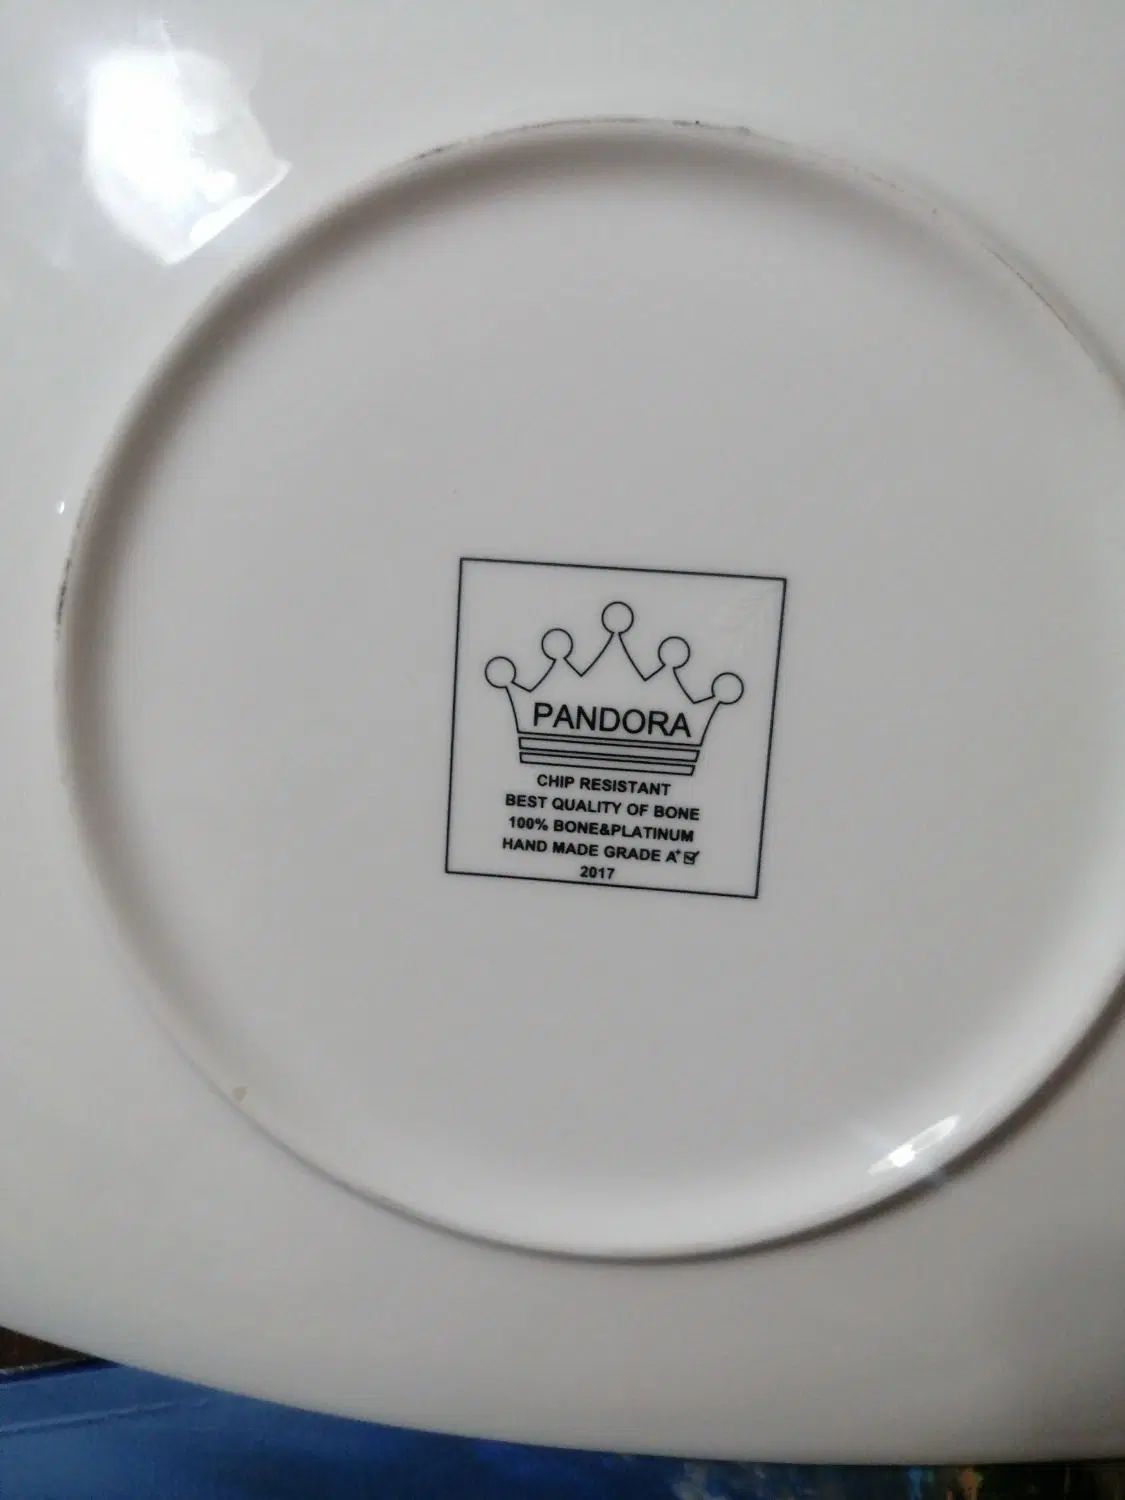 PANDORA
CHIP RESISTANT
BEST QUALITY OF BONE
100% BONE&PLATINUM
HAND MADE GRADE A+
2017